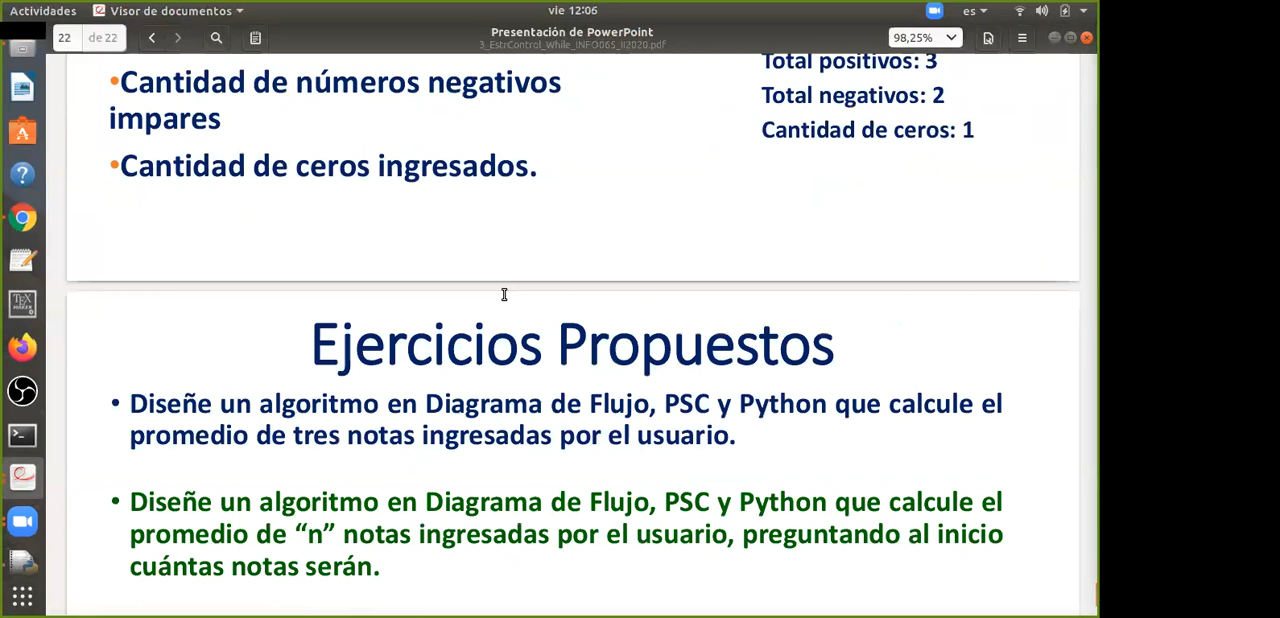 Actividades
Visor de documentos
vie 12:06
es
22
de 22
Presentación de PowerPoint
3_EstrControl_While_INFO065_II2020.pdf
98,25%
•Cantidad de números negativos
impares
•Cantidad de ceros ingresados.
Total positivos: 3
Total negativos: 2
Cantidad de ceros: 1
Ejercicios Propuestos
• Diseñe un algoritmo en Diagrama de Flujo, PSC y Python que calcule el
promedio de tres notas ingresadas por el usuario.
• Diseñe un algoritmo en Diagrama de Flujo, PSC y Python que calcule el
promedio de “n” notas ingresadas por el usuario, preguntando al inicio
cuántas notas serán.